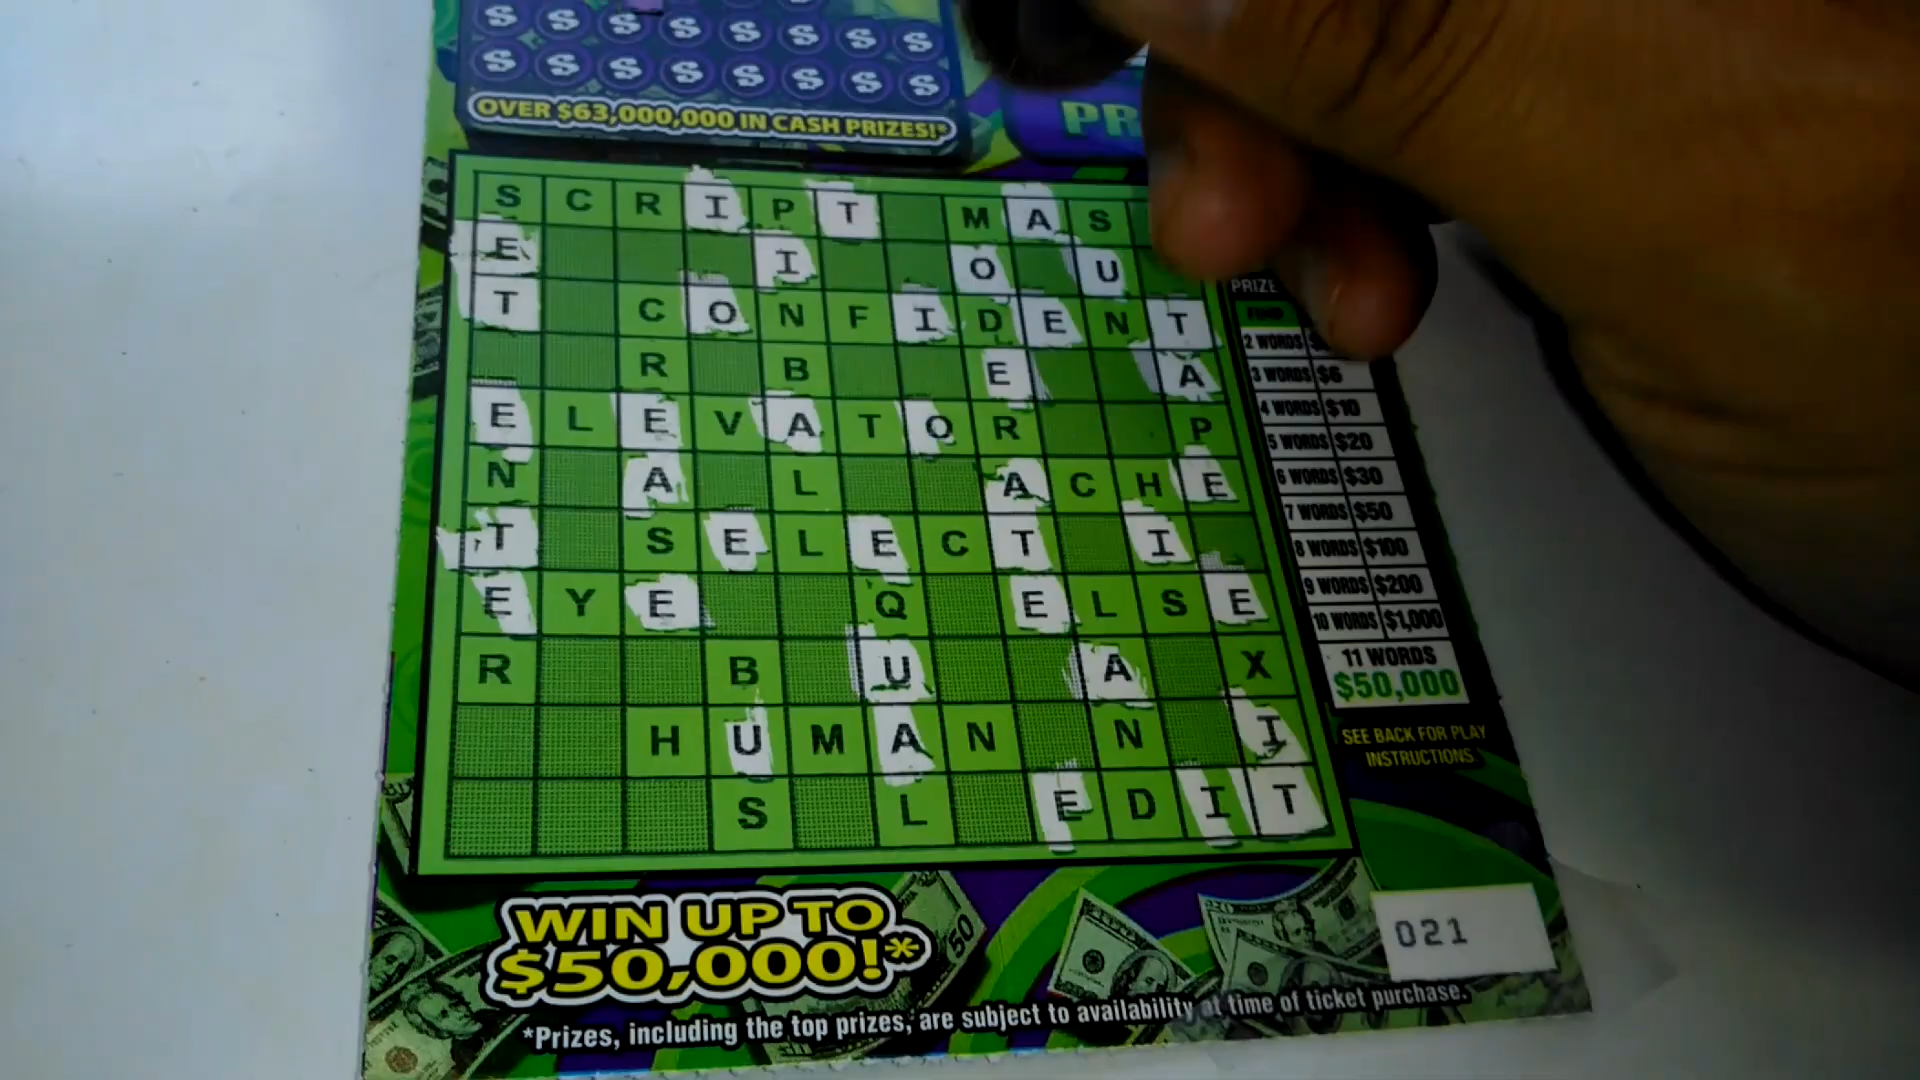 $ $ $ $ $ $ $ $
$ $ $ $ $ $ $ $
OVER $63,000,000 IN CASH PRIZES!*
PR
S C R I P T M A S
E I O U
T C O N F I D E N T
R B E A
E L E V A T O R P
N A L A C H E
T S E L E C T I
E Y E Q E L S E
R B U A X
H U M A N N I
S L E D I T
PRIZE
2 WORDS
3 WORDS $6
4 WORDS $10
5 WORDS $20
6 WORDS $30
7 WORDS $50
8 WORDS $100
9 WORDS $200
10 WORDS $1,000
11 WORDS
$50,000
SEE BACK FOR PLAY
INSTRUCTIONS.
WIN UP TO
$50,000!*
021
*Prizes, including the top prizes, are subject to availability at time of ticket purchase.